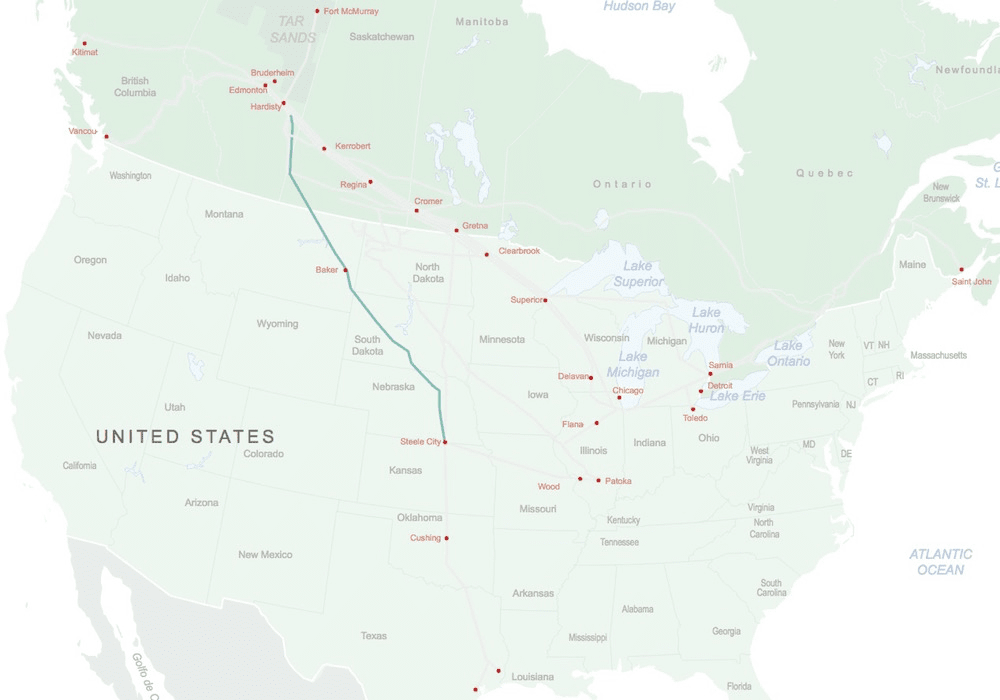 Hudson Bay
Fort McMurray
TAR
SANDS
Manitoba
Saskatchewan
Kitimat
Bruderheim
Edmonton
British
Columbia
Hardisty
Newfoundla
Vancou
Kerrobert
Washington
Regina
Ontario
Quebec
G
St. L
New
Brunswick
Cromer
Montana
Gretna
Clearbrook
Oregon
Baker
North
Dakota
Lake
Superior
Maine
Saint John
Idaho
Superior
Wyoming
Lake
Huron
Nevada
South
Dakota
Minnesota
Wisconsin
Michigan
Lake
Ontario
New
York
VT
NH
Massachusetts
Lake
Michigan
Sarnia
Delavan
Nebraska
Detroit
RI
CT
Iowa
Chicago
Lake Erie
Pennsylvania
NJ
Utah
Toledo
Flana
UNITED STATES
Steele City
Indiana
Ohio
MD
Colorado
Illinois
West
Virginia
DE
California
Kansas
Wood
Patoka
Arizona
Missouri
Virginia
Oklahoma
Kentucky
North
Carolina
Cushing
Tennessee
New Mexico
ATLANTIC
OCEAN
Arkansas
South
Carolina
Alabama
Texas
Mississippi
Georgia
Golfo de C
Louisiana
Florida